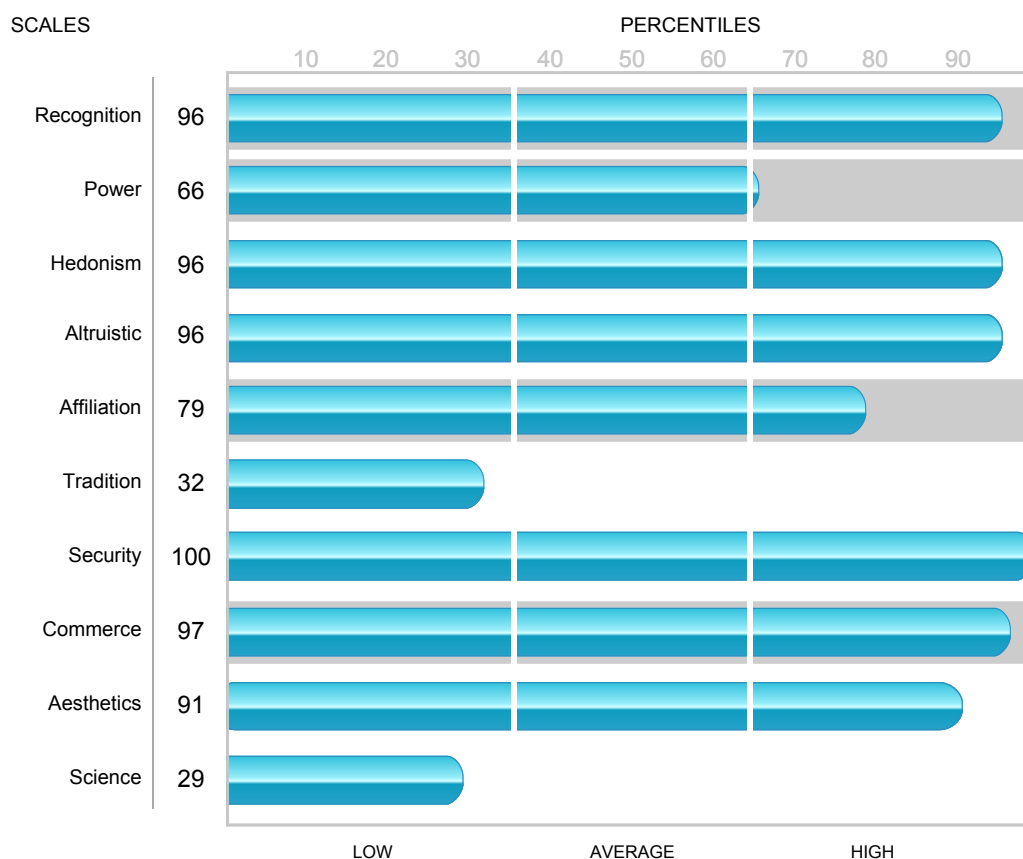 SCALES PERCENTILES
10 20 30 40 50 60 70 80 90
Recognition 96
Power 66
Hedonism 96
Altruistic 96
Affiliation 79
Tradition 32
Security 100
Commerce 97
Aesthetics 91
Science 29
LOW AVERAGE HIGH